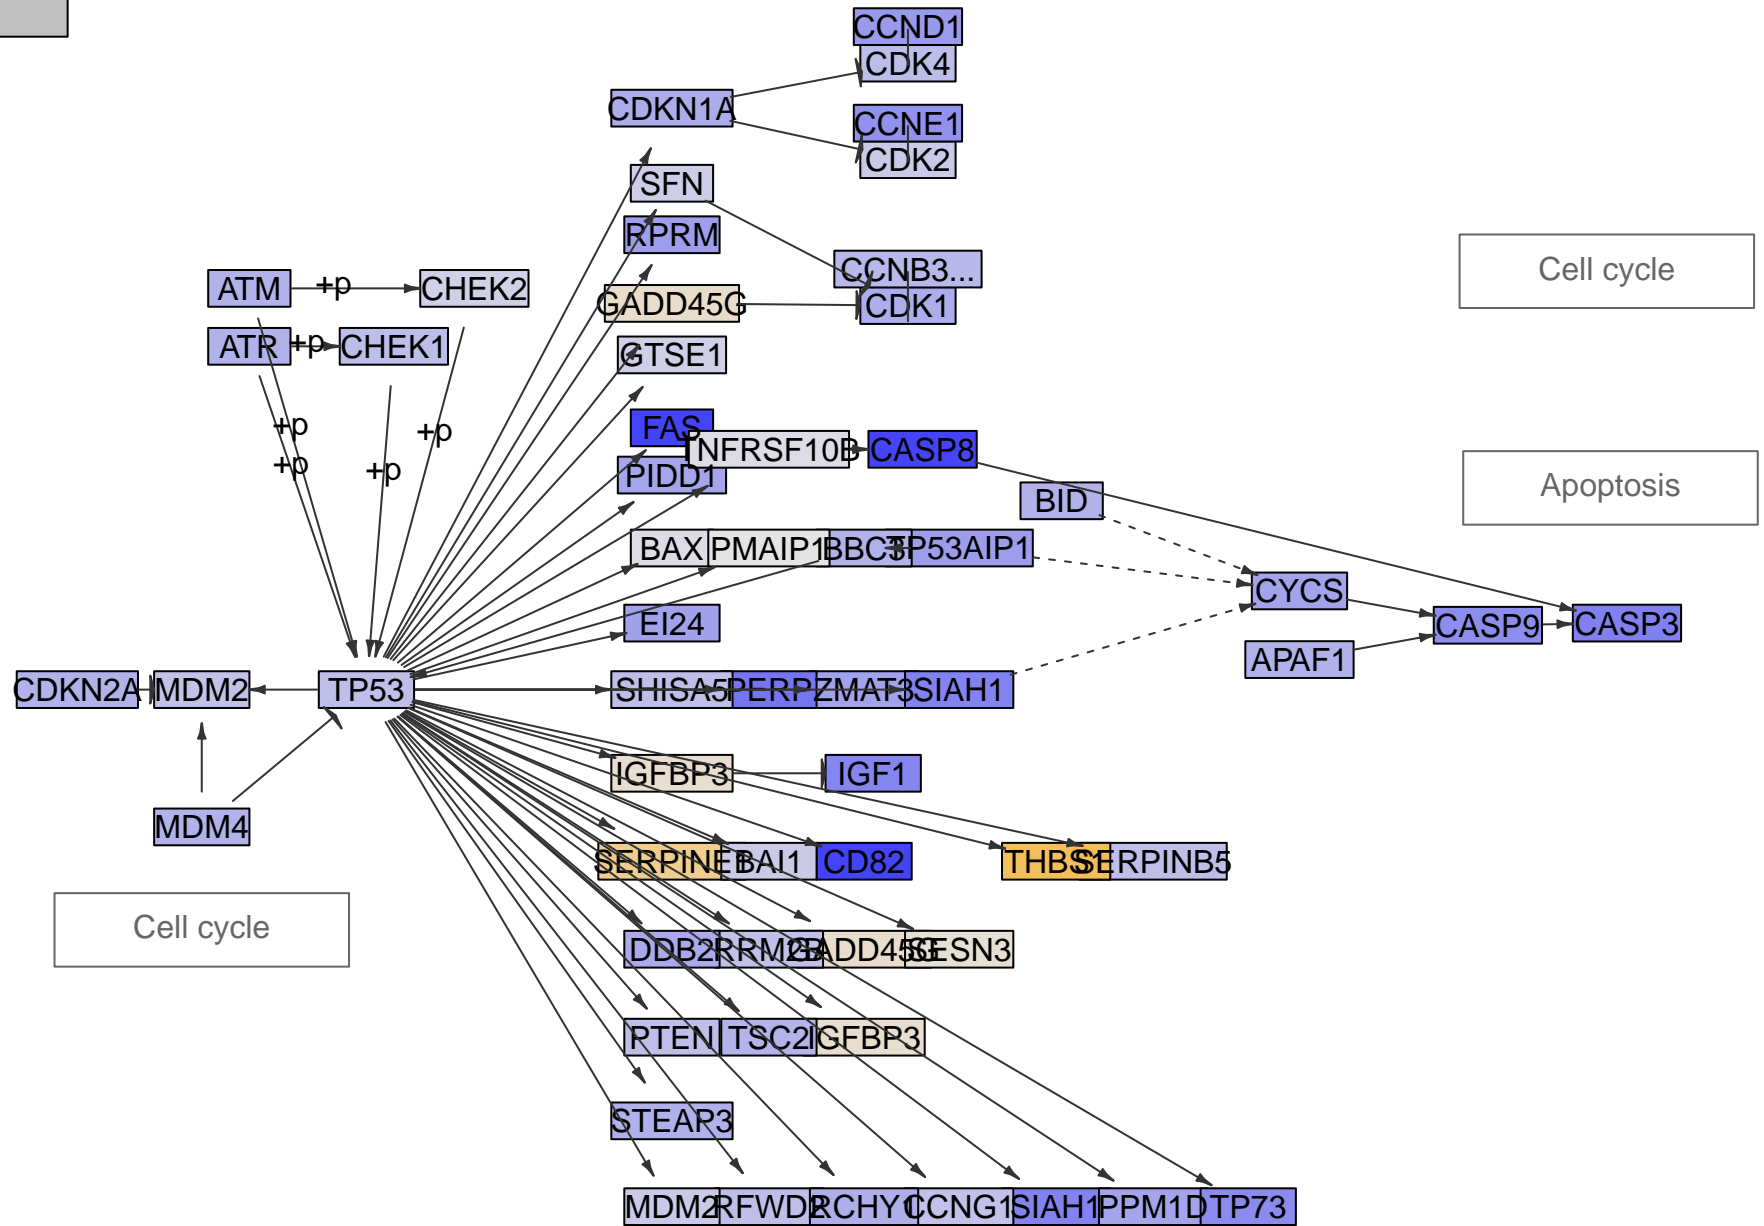 CCND1
CDK4
CDKN1A
CCNE1
CDK2
SFN
RPRM
Cell cycle
CCNB3...
ATM +p CHEK2
GADD45G CDK1
ATR +p CHEK1
GTSE1
FAS
+p
+p
TNFRSF10B CASP8
+p
+p
PIDD1
Apoptosis
BID
BAX PMAIP1 BBC3 TP53AIP1
CYCS
EI24
CASP9 CASP3
APAF1
CDKN2A MDM2 TP53 SHISA5 PERP ZMAT3 SIAH1
IGFBP3 IGF1
MDM4
SERPINE1 BAI1 CD82 THBS1 SERPINB5
Cell cycle
DDB2 RRM2B GADD45G SESN3
PTEN TSC2 IGFBP3
STEAP3
MDM2 RFWD2 RCHY1 CCNG1 SIAH1 PPM1D TP73